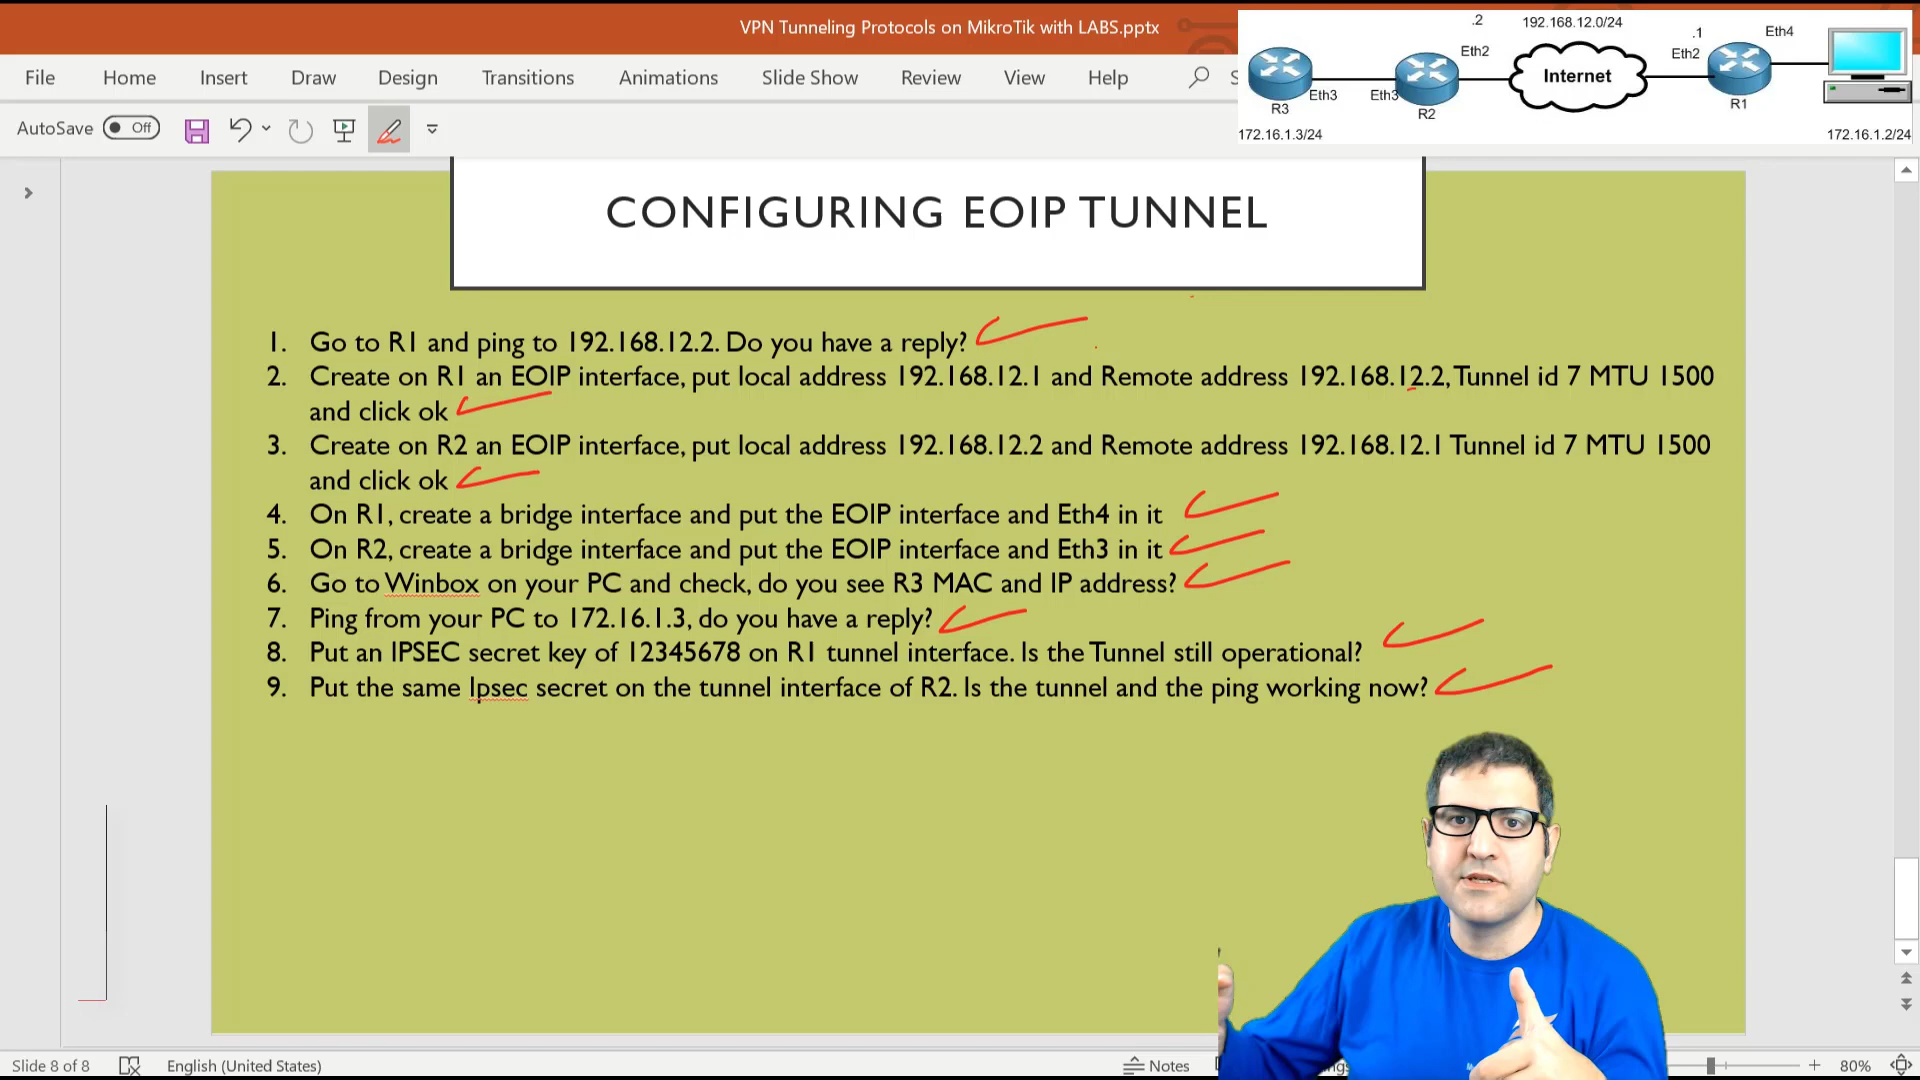 VPN Tunneling Protocols on MikroTik with LABS.pptx
File Home Insert Draw Design Transitions Animations Slide Show Review View Help
AutoSave Off
.2 192.168.12.0/24 .1 Eth4
Eth2 Internet Eth2
Eth3 Eth3
R3 R2 R1
172.16.1.3/24 172.16.1.2/24
CONFIGURING EOIP TUNNEL
1. Go to R1 and ping to 192.168.12.2. Do you have a reply?
2. Create on R1 an EOIP interface, put local address 192.168.12.1 and Remote address 192.168.12.2, Tunnel id 7 MTU 1500
and click ok
3. Create on R2 an EOIP interface, put local address 192.168.12.2 and Remote address 192.168.12.1 Tunnel id 7 MTU 1500
and click ok
4. On R1, create a bridge interface and put the EOIP interface and Eth4 in it
5. On R2, create a bridge interface and put the EOIP interface and Eth3 in it
6. Go to Winbox on your PC and check, do you see R3 MAC and IP address?
7. Ping from your PC to 172.16.1.3, do you have a reply?
8. Put an IPSEC secret key of 12345678 on R1 tunnel interface. Is the Tunnel still operational?
9. Put the same Ipsec secret on the tunnel interface of R2. Is the tunnel and the ping working now?
Slide 8 of 8 English (United States) Notes 80%